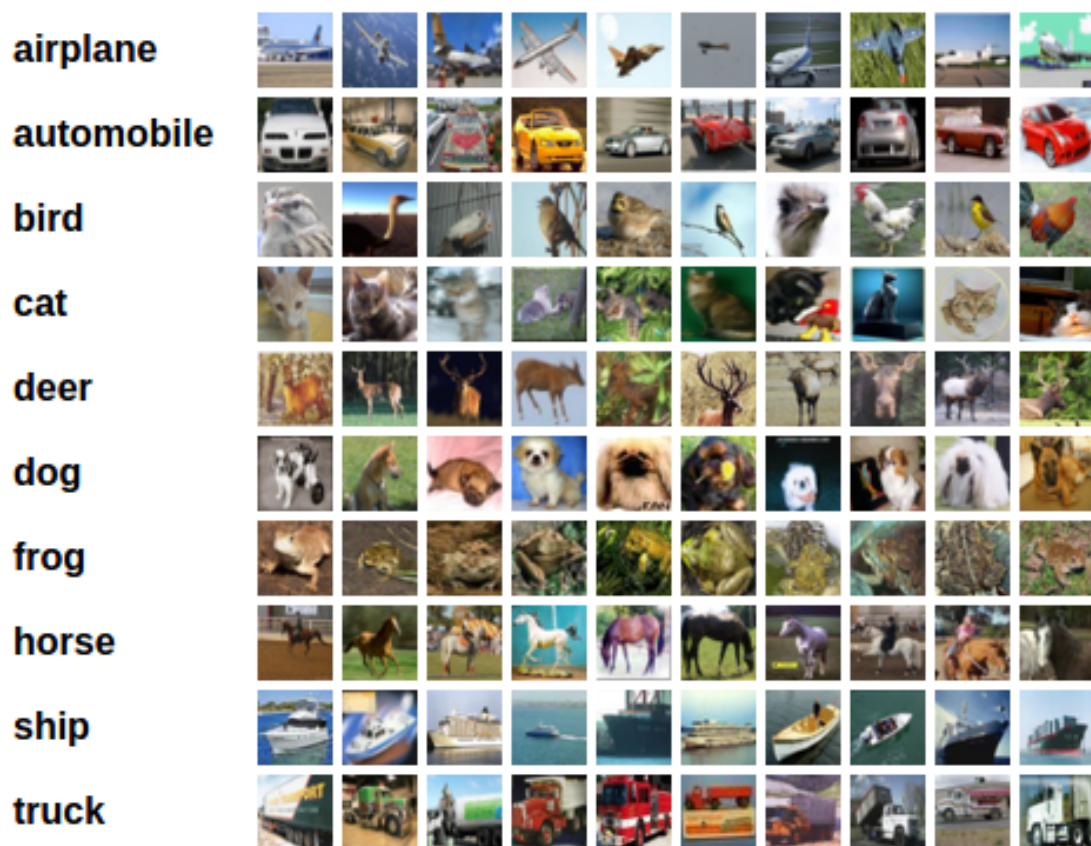 airplane
automobile
bird
cat
deer
dog
frog
horse
ship
truck